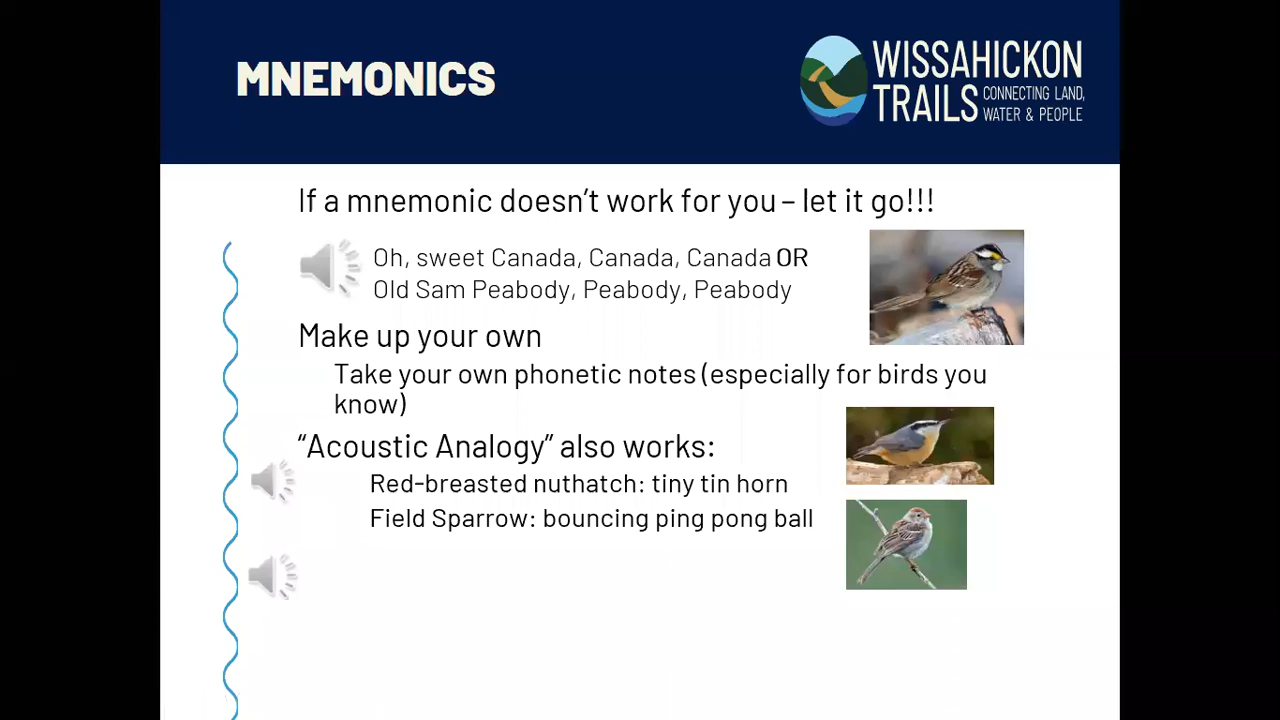 MNEMONICS
WISSAHICKON
TRAILS CONNECTING LAND,
WATER & PEOPLE
If a mnemonic doesn't work for you – let it go!!!
Oh, sweet Canada, Canada, Canada OR
Old Sam Peabody, Peabody, Peabody
Make up your own
Take your own phonetic notes (especially for birds you
know)
“Acoustic Analogy” also works:
Red-breasted nuthatch: tiny tin horn
Field Sparrow: bouncing ping pong ball